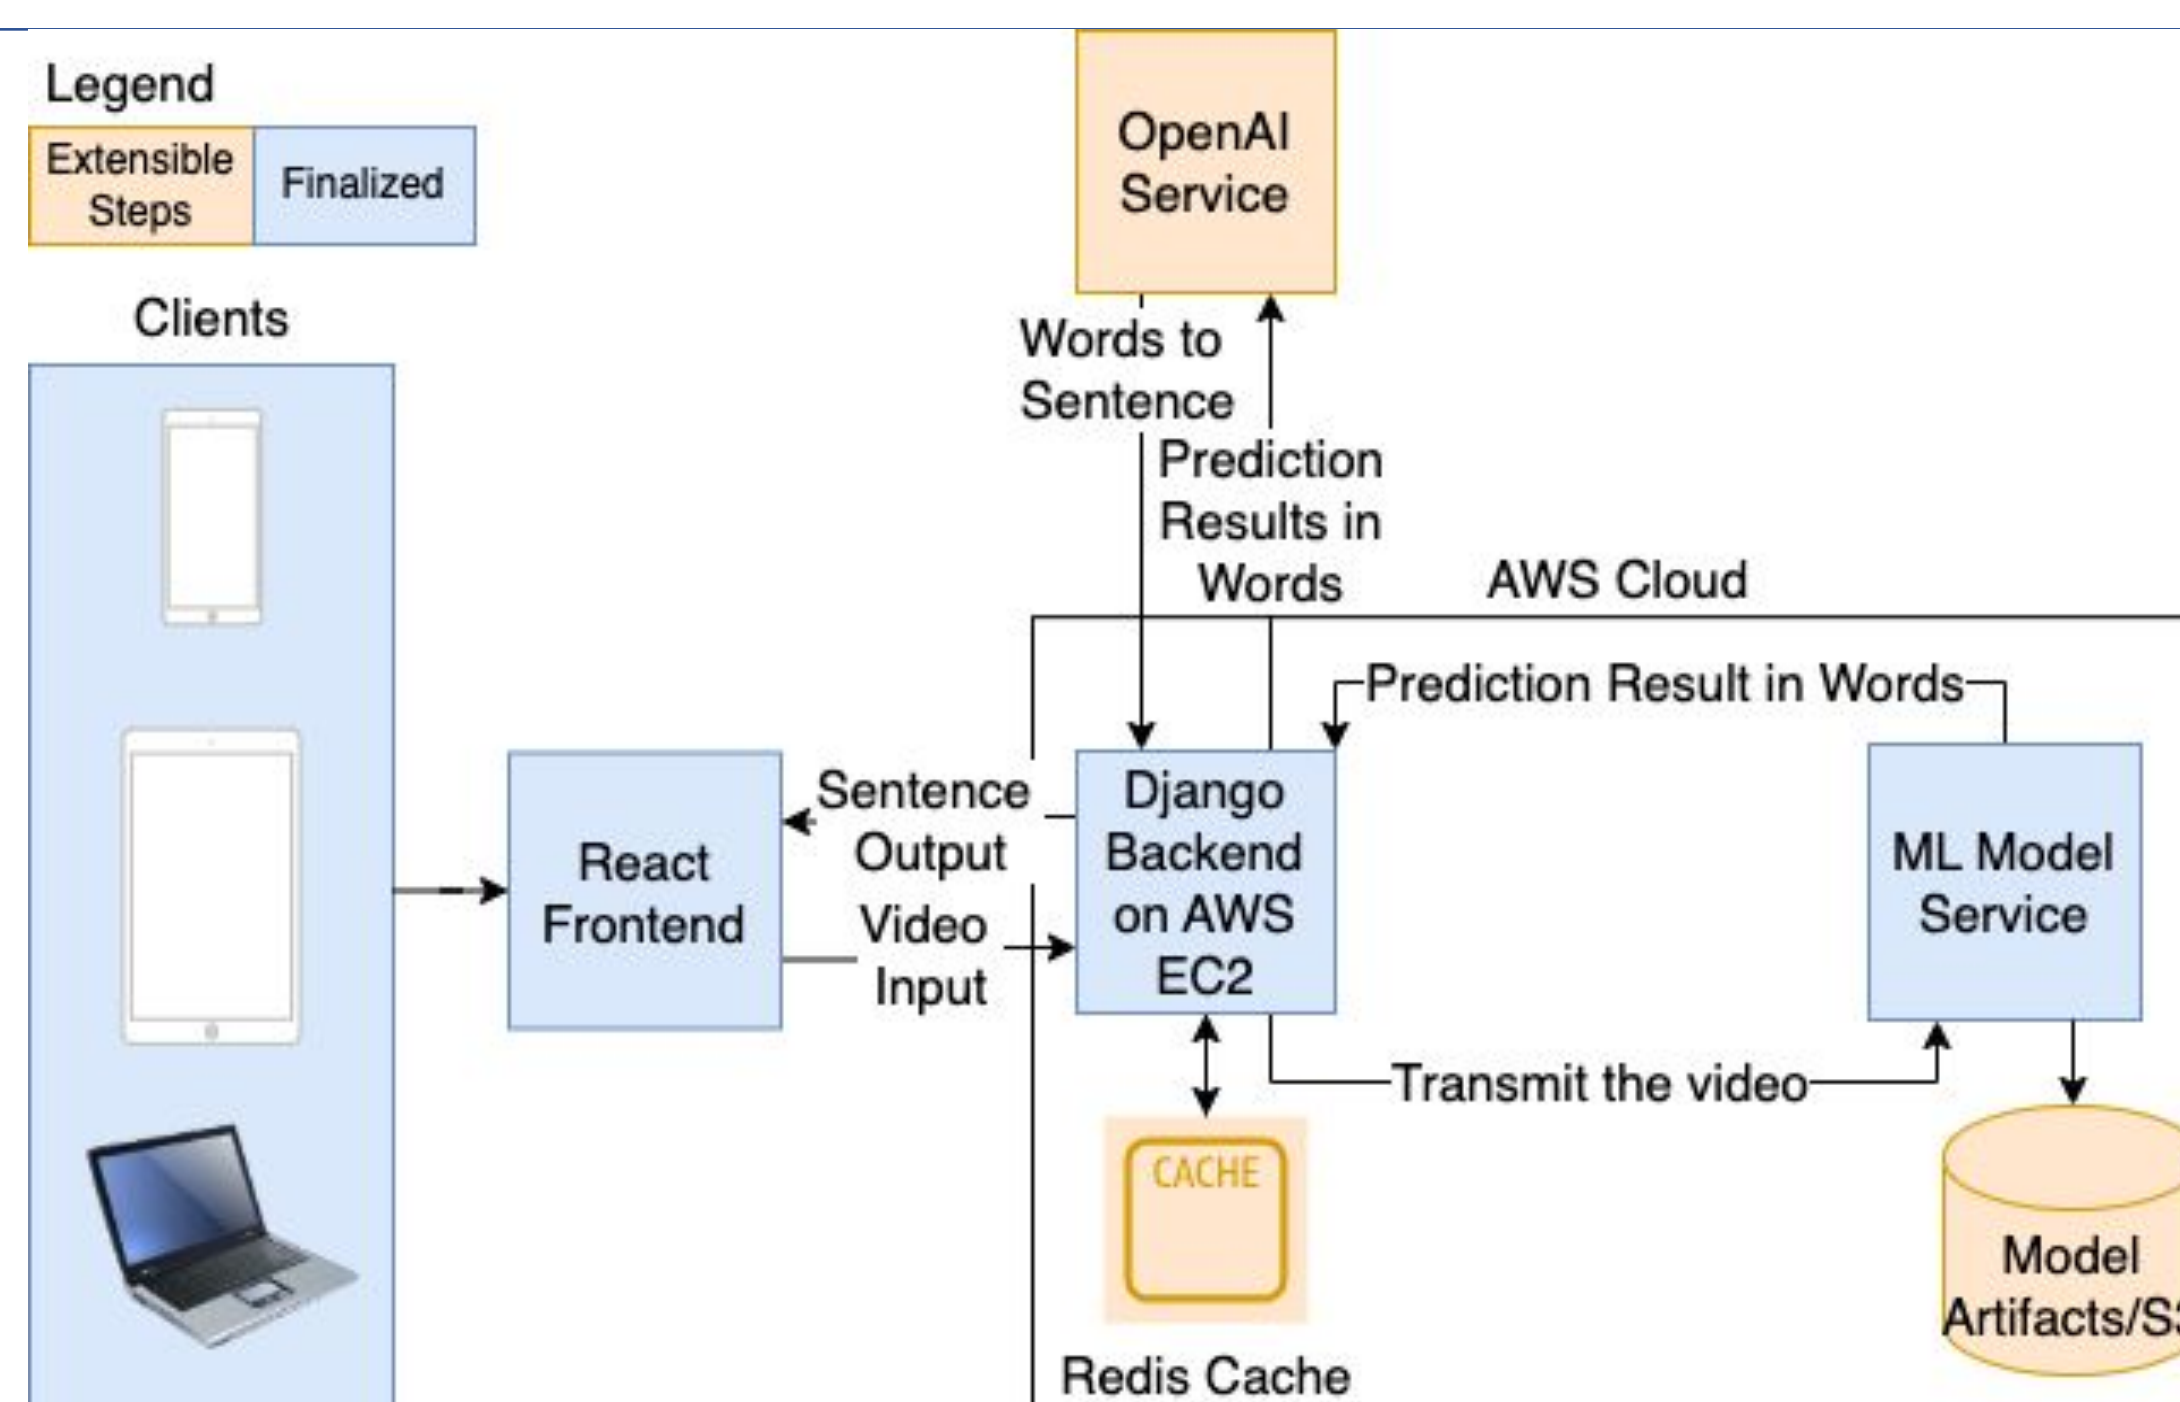 Legend
Extensible
Steps
Finalized
Clients
OpenAI
Service
Words to
Sentence
Prediction
Results in
Words
AWS Cloud
Prediction Result in Words
React
Frontend
Sentence
Output
Video
Input
Django
Backend
on AWS
EC2
ML Model
Service
Transmit the video
CACHE
Redis Cache
Model
Artifacts/S3